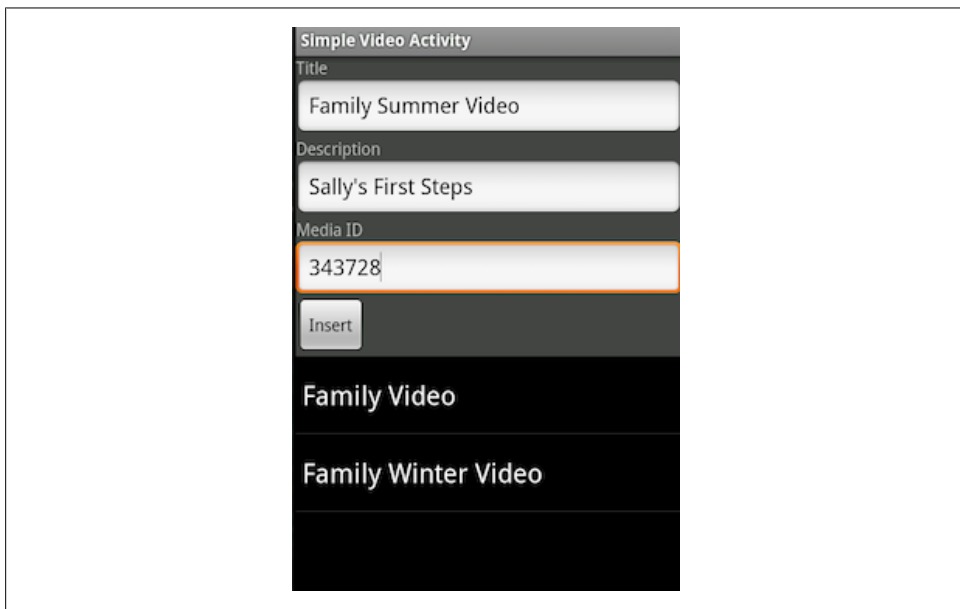 Simple Video Activity
Title
Family Summer Video
Description
Sally's First Steps
Media ID
343728
Insert
Family Video
Family Winter Video